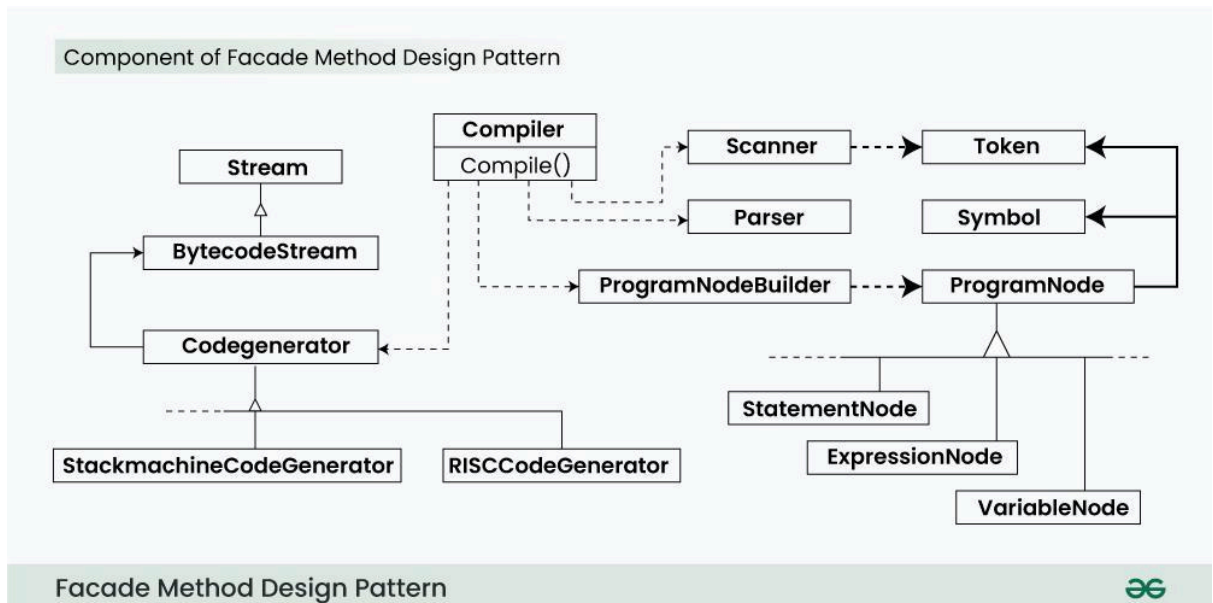 Component of Facade Method Design Pattern
Compiler
Compile()
Scanner
Token
Stream
Parser
Symbol
BytecodeStream
ProgramNodeBuilder
ProgramNode
Codegenerator
StatementNode
StackmachineCodeGenerator
RISCCodeGenerator
ExpressionNode
VariableNode
Facade Method Design Pattern